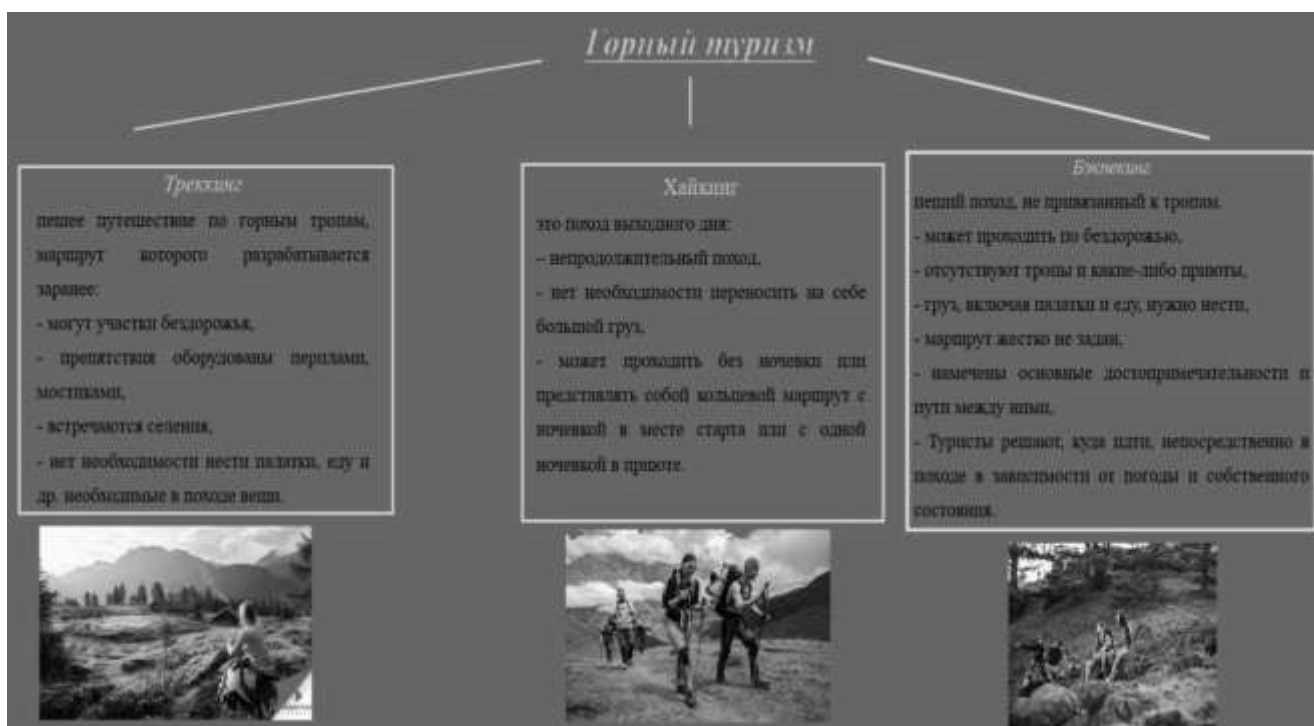 Горный туризм
Треккинг
пешее путешествие по горным тропам,
маршрут которого разрабатывается
заранее:
- могут участки бездорожья,
- препятствия оборудованы перилами,
мостиками,
- встречаются селения,
- нет необходимости нести палатки, еду и
др. необходимые в походе вещи.
Хайкинг
это поход выходного дня:
– непродолжительный поход,
- нет необходимости переносить на себе
большой груз,
- может проходить без ночевки или
представлять собой кольцевой маршрут с
ночевкой в месте старта или с одной
ночевкой в приюте.
Бэкпекинг
пеший поход, не привязанный к тропам.
- может проходить по бездорожью,
- отсутствуют тропы и какие-либо приюты,
- груз, включая палатки и еду, нужно нести,
- маршрут жестко не задан,
- намечены основные достопримечательности и
пути между ними,
- Туристы решают, куда идти, непосредственно в
походе в зависимости от погоды и собственного
состояния.